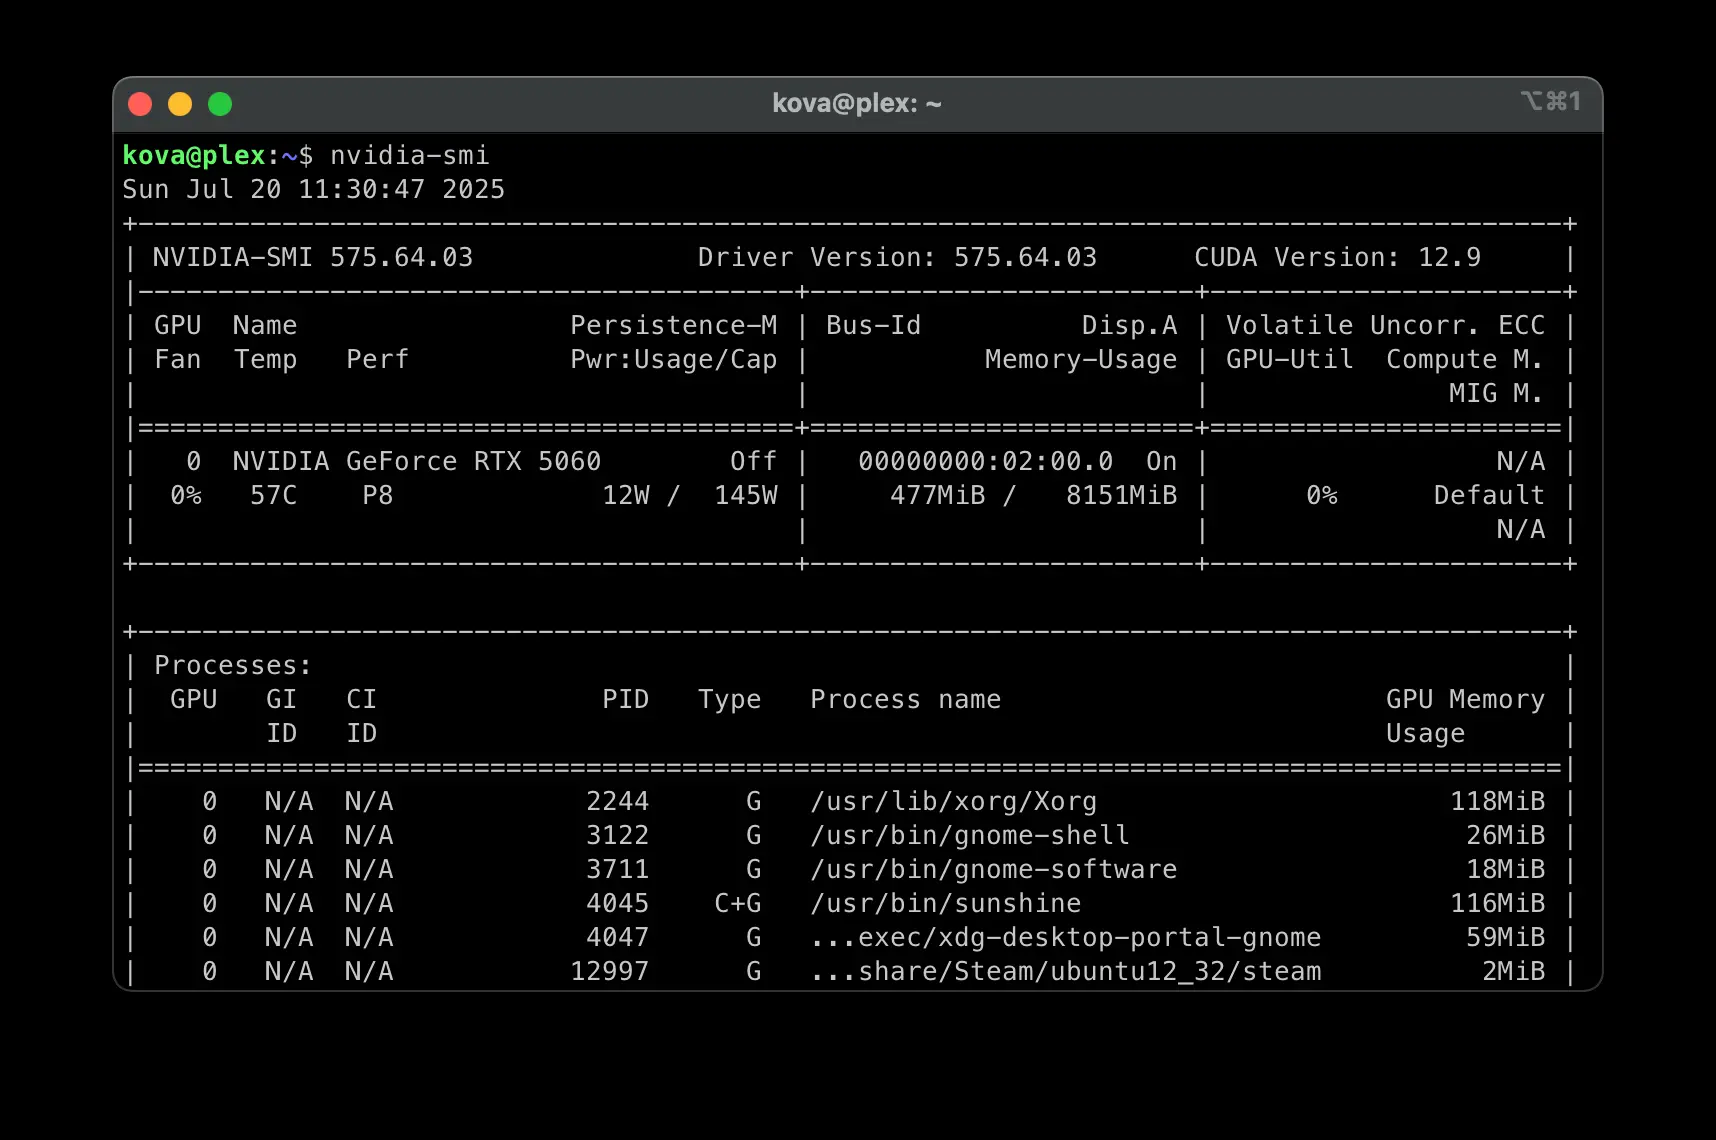 kova@plex: ~
⌥⌘1
kova@plex:~$ nvidia-smi
Sun Jul 20 11:30:47 2025
+-----------------------------------------------------------------------------------------+
| NVIDIA-SMI 575.64.03              Driver Version: 575.64.03      CUDA Version: 12.9     |
|-----------------------------------------+------------------------+----------------------+
| GPU  Name                 Persistence-M | Bus-Id          Disp.A | Volatile Uncorr. ECC |
| Fan  Temp   Perf          Pwr:Usage/Cap |           Memory-Usage | GPU-Util  Compute M. |
|                                         |                        |               MIG M. |
|=========================================+========================+======================|
|   0  NVIDIA GeForce RTX 5060        Off |   00000000:02:00.0  On |                  N/A |
|  0%   57C    P8             12W /  145W |     477MiB /   8151MiB |      0%      Default |
|                                         |                        |                  N/A |
+-----------------------------------------+------------------------+----------------------+
+-----------------------------------------------------------------------------------------+
| Processes:                                                                              |
|  GPU   GI   CI              PID   Type   Process name                        GPU Memory |
|        ID   ID                                                               Usage      |
|=========================================================================================|
|    0   N/A  N/A            2244      G   /usr/lib/xorg/Xorg                      118MiB |
|    0   N/A  N/A            3122      G   /usr/bin/gnome-shell                     26MiB |
|    0   N/A  N/A            3711      G   /usr/bin/gnome-software                  18MiB |
|    0   N/A  N/A            4045    C+G   /usr/bin/sunshine                       116MiB |
|    0   N/A  N/A            4047      G   ...exec/xdg-desktop-portal-gnome         59MiB |
|    0   N/A  N/A           12997      G   ...share/Steam/ubuntu12_32/steam          2MiB |